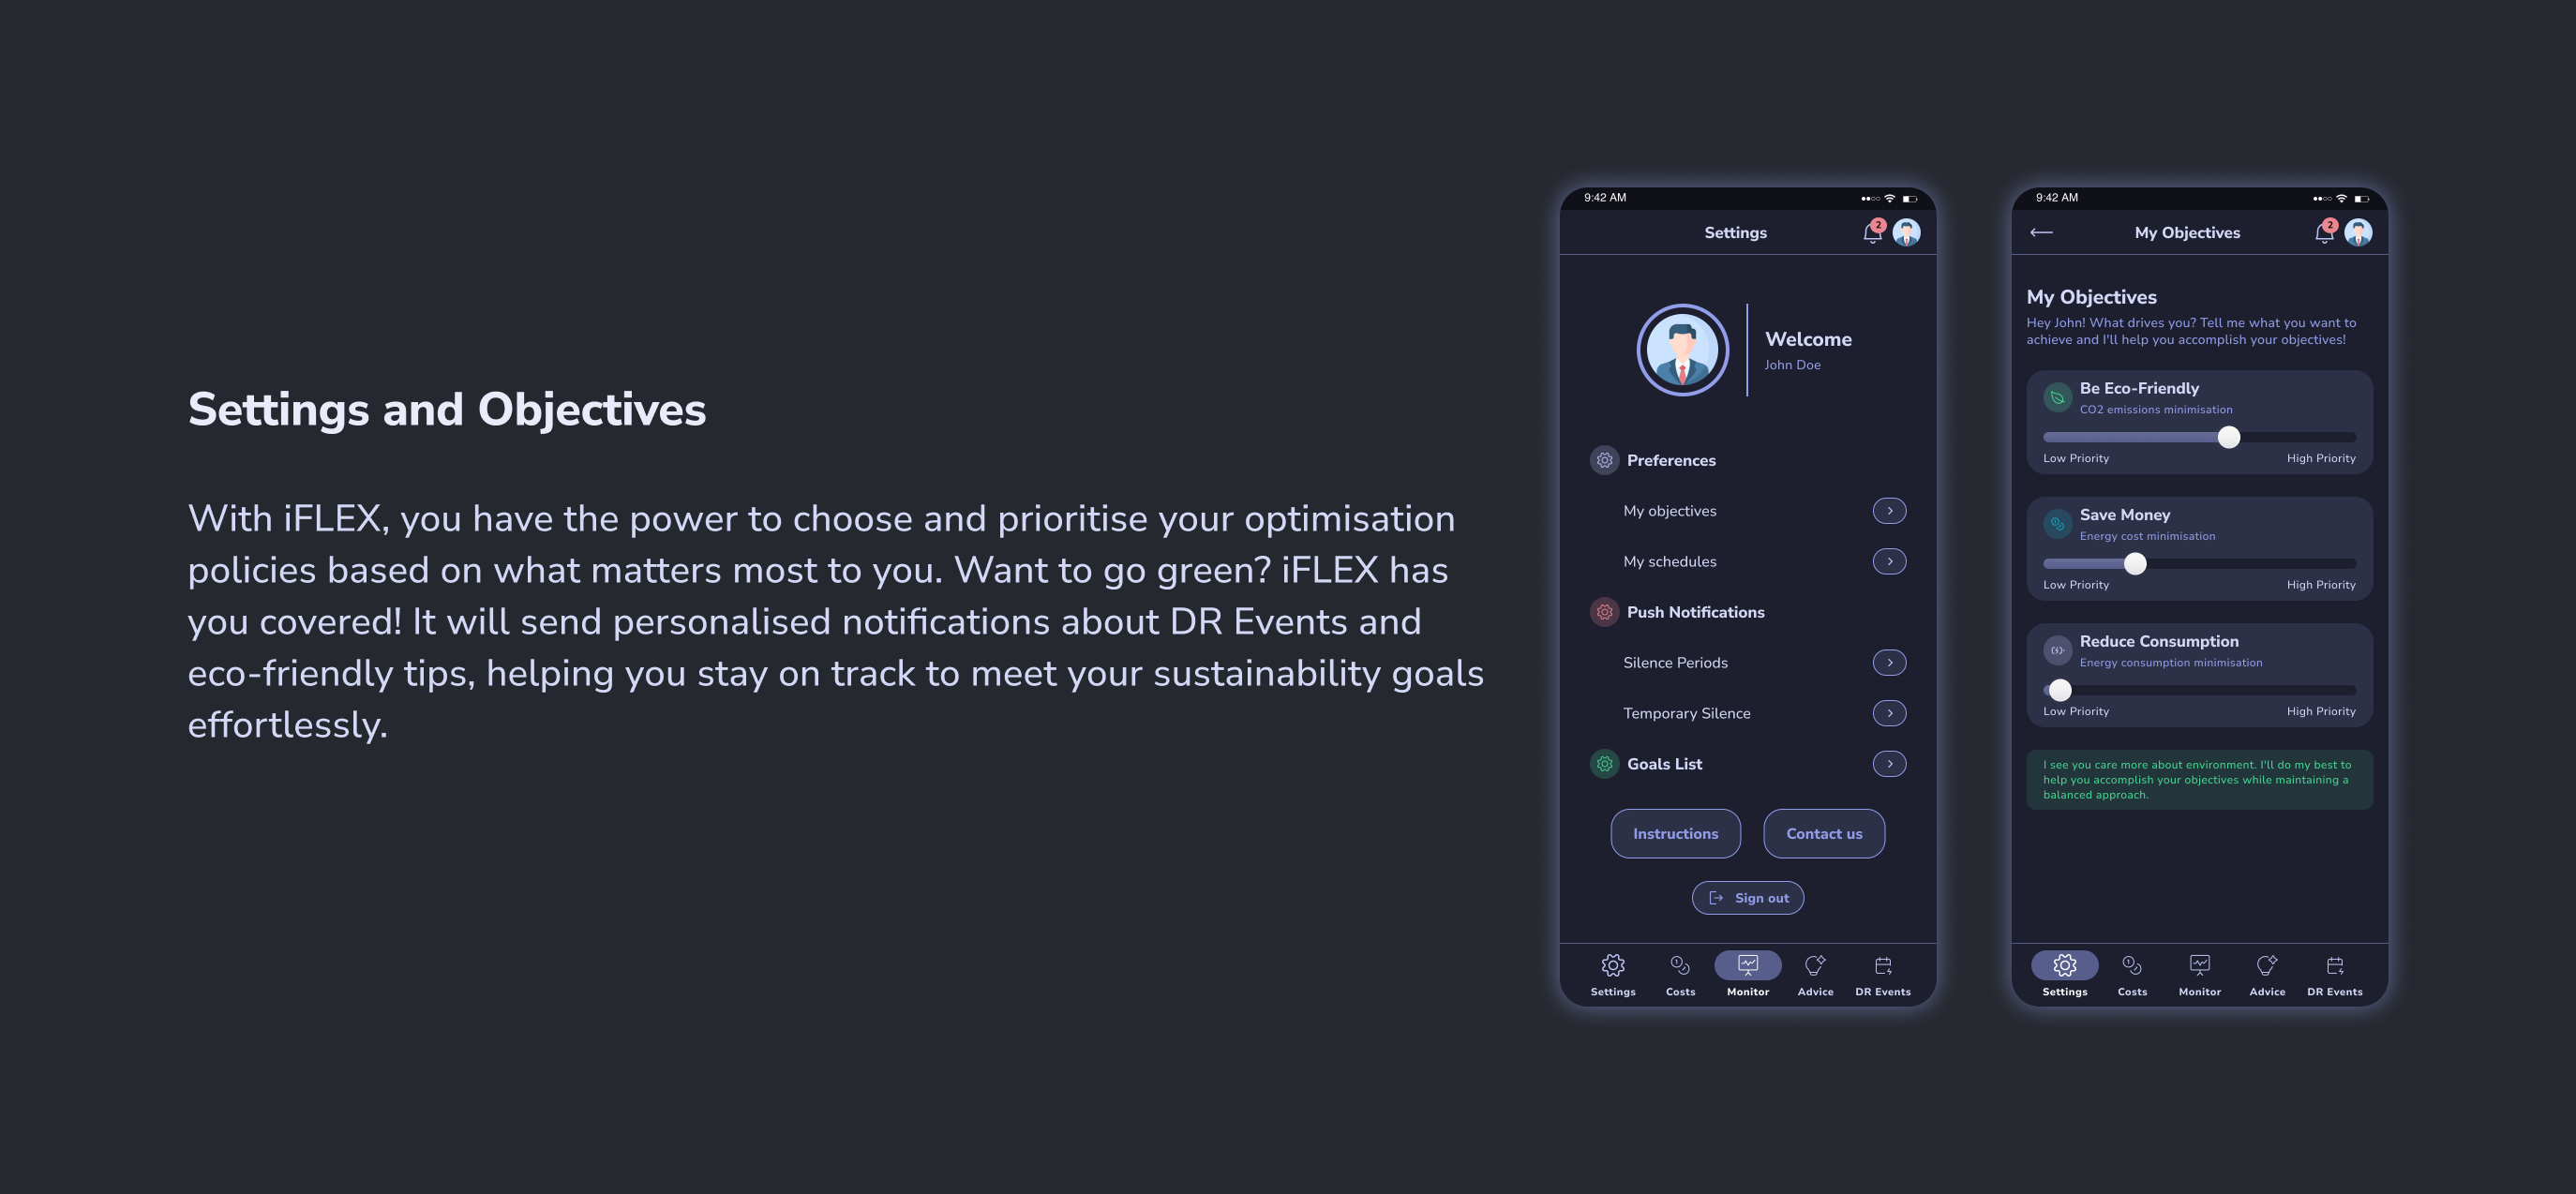 Settings and Objectives
With iFLEX, you have the power to choose and prioritise your optimisation
policies based on what matters most to you. Want to go green? iFLEX has
you covered! It will send personalised notifications about DR Events and
eco-friendly tips, helping you stay on track to meet your sustainability goals
effortlessly.
9:42 AM
Settings
2
Welcome
John Doe
Preferences
My objectives
My schedules
Push Notifications
Silence Periods
Temporary Silence
Goals List
Instructions
Contact us
Sign out
Settings
Costs
Monitor
Advice
DR Events
9:42 AM
My Objectives
2
My Objectives
Hey John! What drives you? Tell me what you want to
achieve and I'll help you accomplish your objectives!
Be Eco-Friendly
CO2 emissions minimisation
Low Priority
High Priority
Save Money
Energy cost minimisation
Low Priority
High Priority
Reduce Consumption
Energy consumption minimisation
Low Priority
High Priority
I see you care more about environment. I'll do my best to
help you accomplish your objectives while maintaining a
balanced approach.
Settings
Costs
Monitor
Advice
DR Events